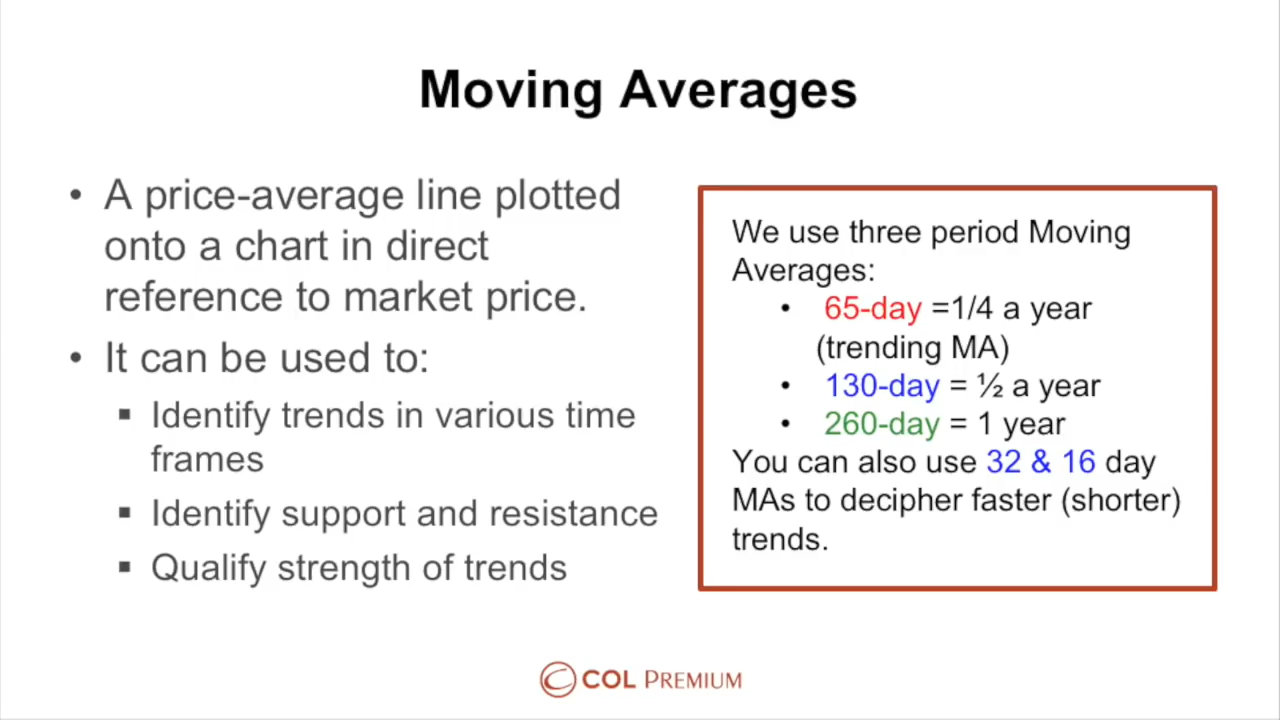 Moving Averages
• A price-average line plotted
onto a chart in direct
reference to market price.
• It can be used to:
▪ Identify trends in various time
frames
▪ Identify support and resistance
▪ Qualify strength of trends
We use three period Moving
Averages:
• 65-day =1/4 a year
(trending MA)
• 130-day = ½ a year
• 260-day = 1 year
You can also use 32 & 16 day
MAs to decipher faster (shorter)
trends.
COL PREMIUM